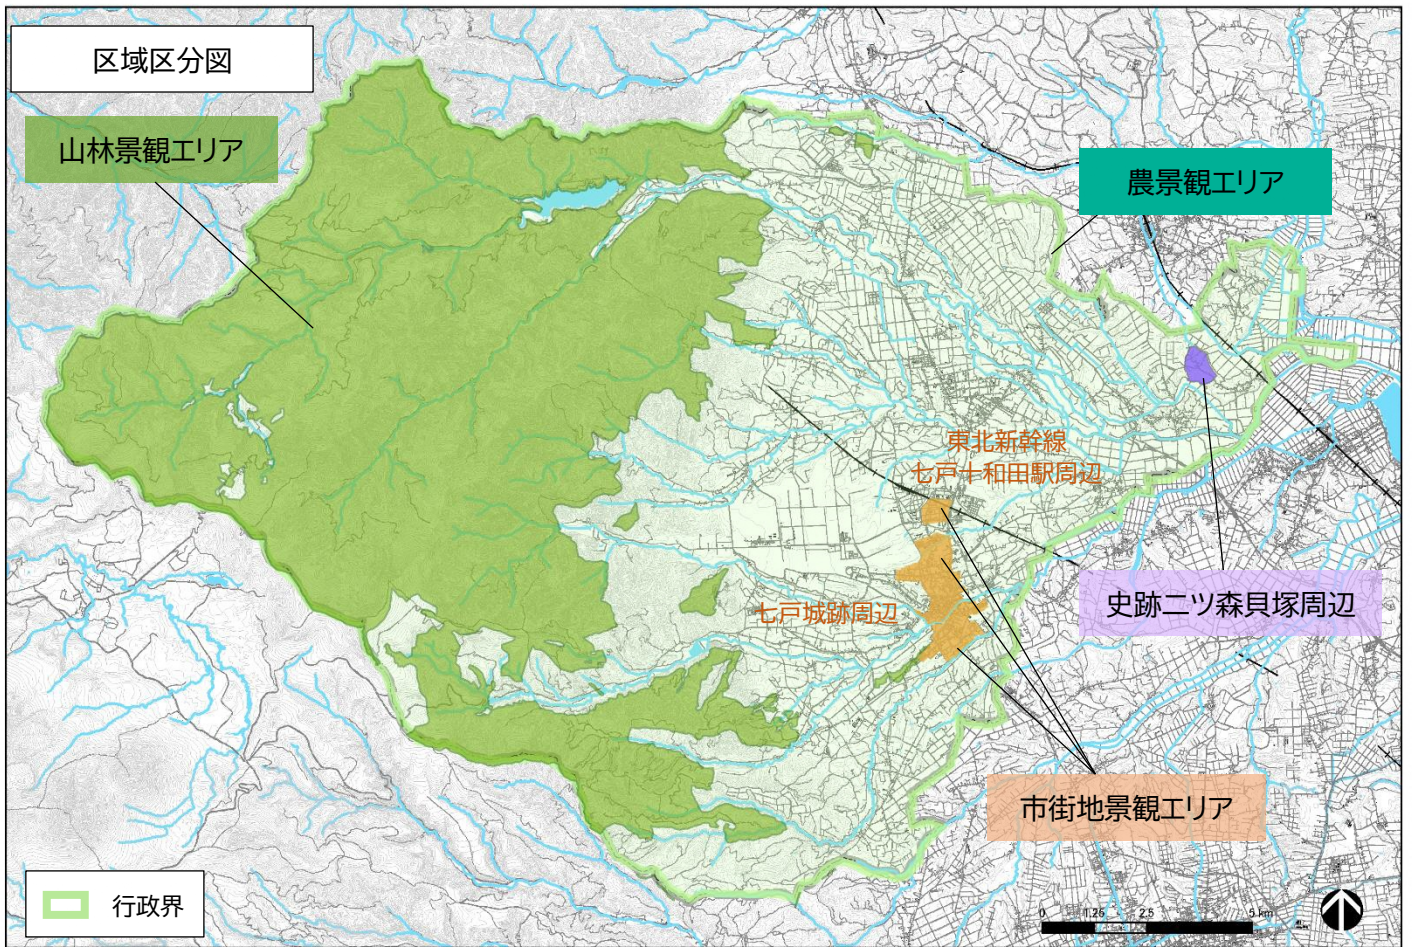 区域区分図
山林景観エリア
農景観エリア
東北新幹線
七戸十和田駅周辺
七戸城跡周辺
史跡二ツ森貝塚周辺
市街地景観エリア
行政界
0 1.25 2.5 5 km